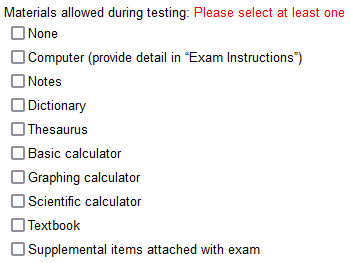 Materials allowed during testing: Please select at least one
None
Computer (provide detail in “Exam Instructions”)
Notes
Dictionary
Thesaurus
Basic calculator
Graphing calculator
Scientific calculator
Textbook
Supplemental items attached with exam